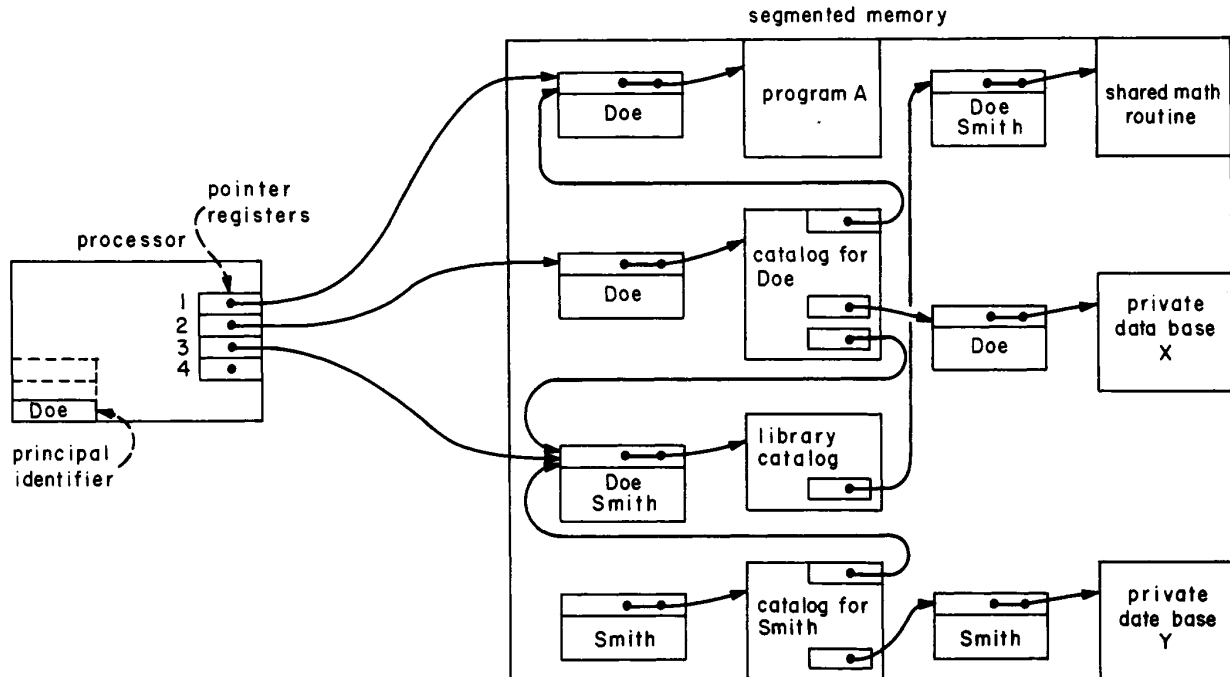 segmented memory
Doe
program A
Doe
Smith
shared math
routine
pointer
registers
processor
1
2
3
4
Doe
principal
identifier
Doe
catalog for
Doe
Doe
private
data base
X
Doe
Smith
library
catalog
Smith
catalog for
Smith
Smith
private
date base
Y